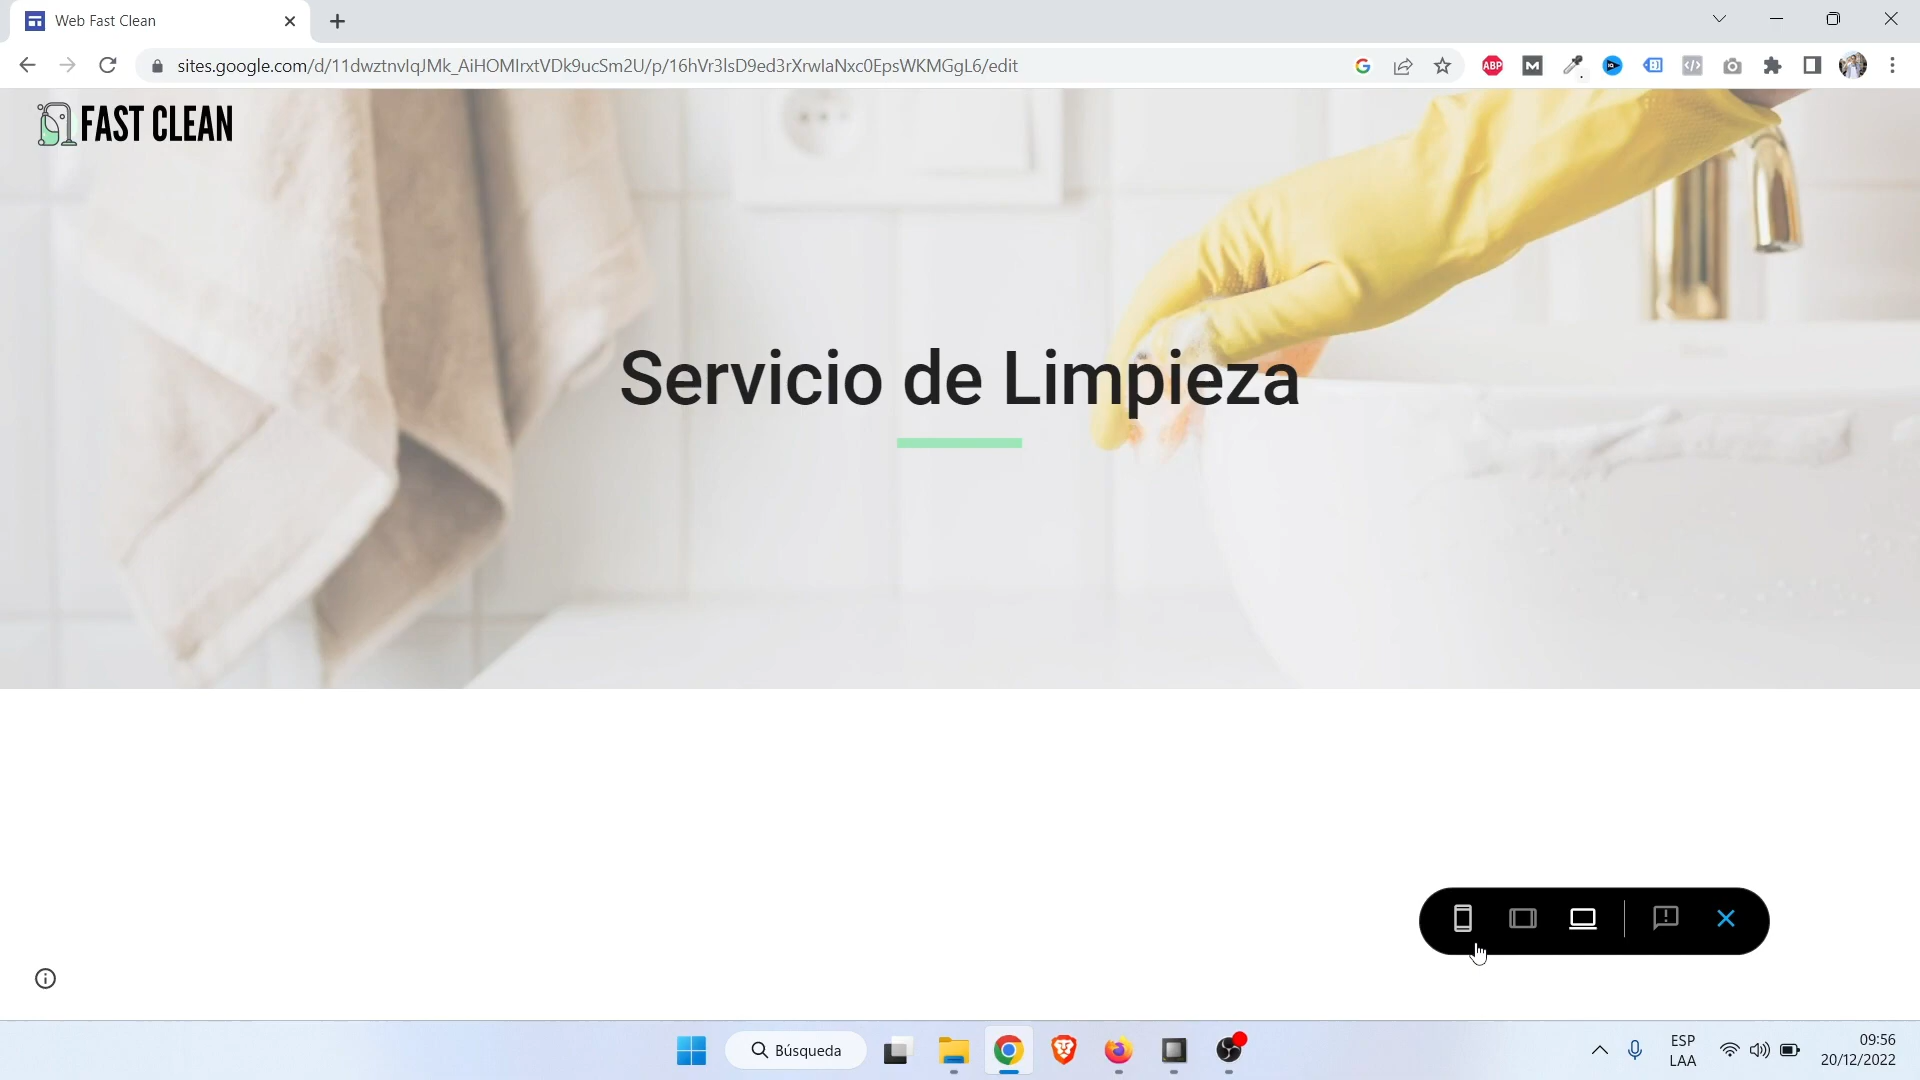 Web Fast Clean
sites.google.com/d/11dwztnvlqJMk_AiHOMIrxtVDk9ucSm2U/p/16hVr3lsD9ed3rXrwlaNxc0EpsWKMGgL6/edit
ABP
FAST CLEAN
Servicio de Limpieza
Búsqueda
ESP
LAA
09:56
20/12/2022